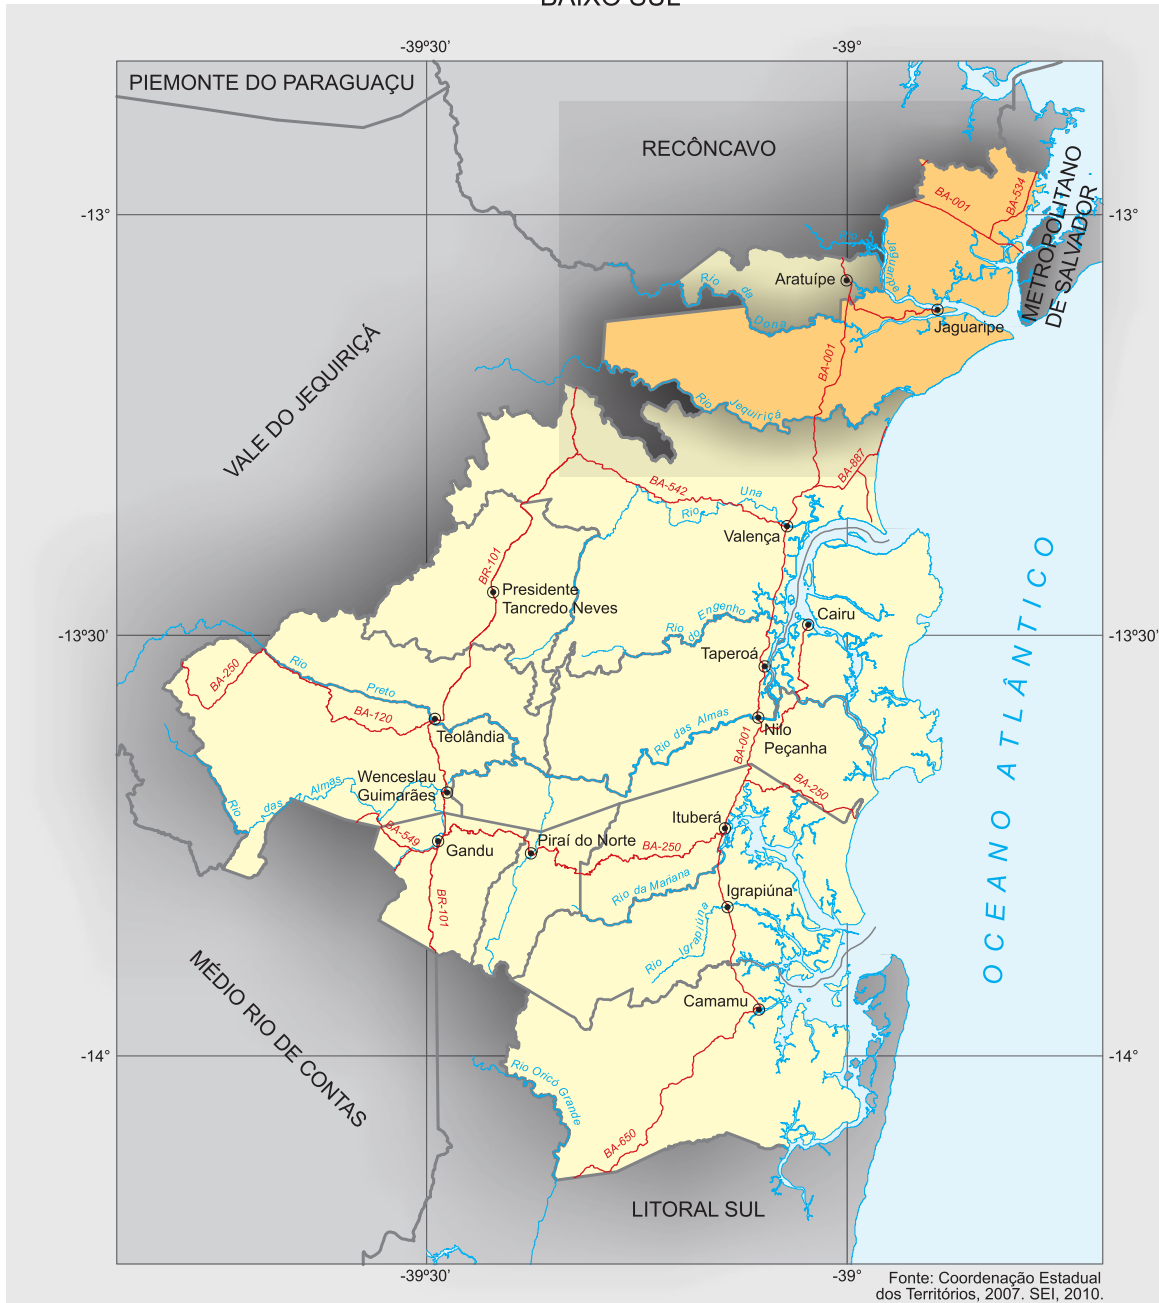 BAIXO SUL
-39°30'
-39°
PIEMONTE DO PARAGUAÇU
RECÔNCAVO
METROPOLITANO
DE SALVADOR
BA-001
BA-534
-13°
-13°
Jaguaripe
Aratuípe
Rio da
Dona
Jaguaripe
VALE DO JEQUIRIÇÁ
BA-001
Rio Jequiriçà
BA-887
BA-542
Rio Una
Valença
BR-101
Presidente
Tancredo Neves
Cairu
Rio do Engenho
-13°30'
-13°30'
Taperoá
BA-250
Rio Preto
BA-120
Teolândia
Rio das Almas
Nilo
Peçanha
BA-001
OCEANO ATLÂNTICO
Wenceslau
Guimarães
Rio das Almas
BA-250
Ituberá
BA-549
Gandu
Piraí do Norte
BA-250
Rio da Mariana
Igrapiúna
BR-101
Rio Igrapiúna
MÉDIO RIO DE CONTAS
Camamu
-14°
-14°
Rio Oricó Grande
BA-650
LITORAL SUL
-39°30'
-39°
Fonte: Coordenação Estadual
dos Territórios, 2007. SEI, 2010.